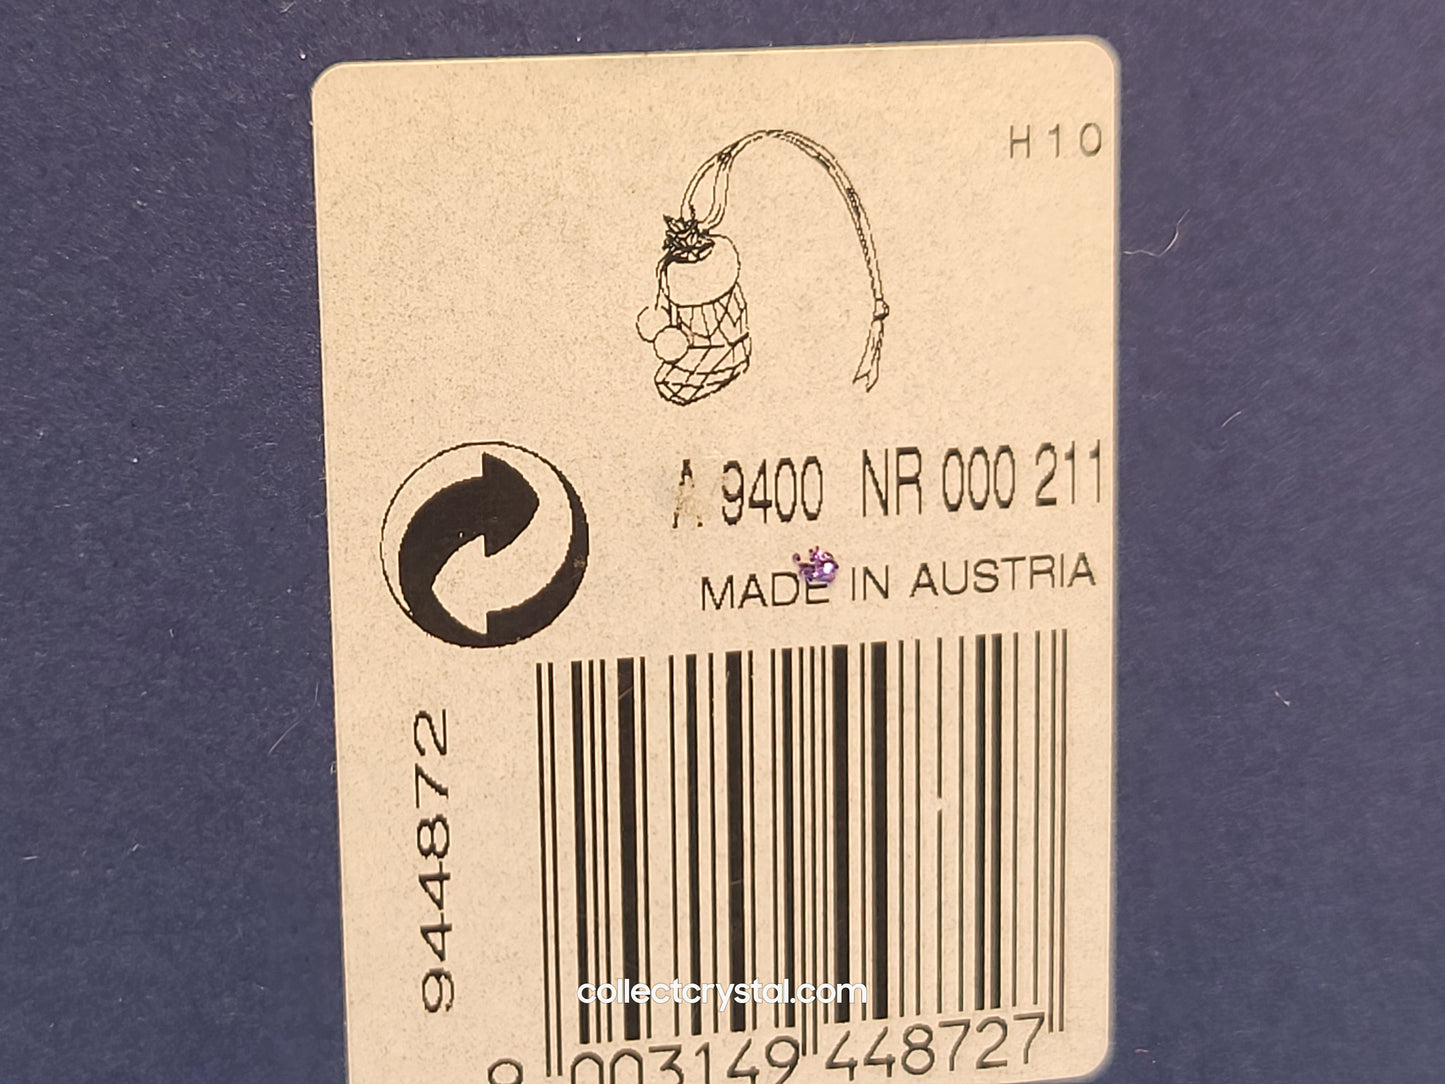 H10
A 9400 NR 000 211
MADE IN AUSTRIA
944872
collectcrystal.com
9 003149 448727